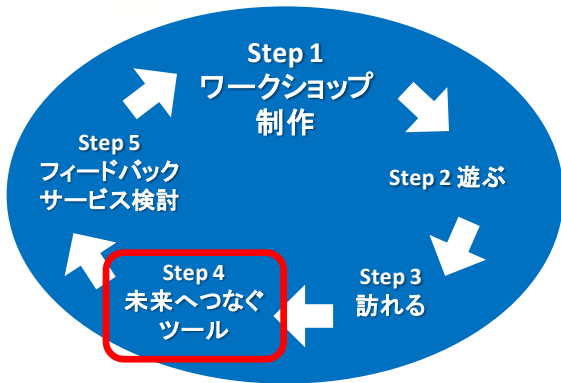 Step 1
ワークショップ
制作
Step 2 遊ぶ
Step 3
訪れる
Step 4
未来へつなぐ
ツール
Step 5
フィードバック
サービス検討